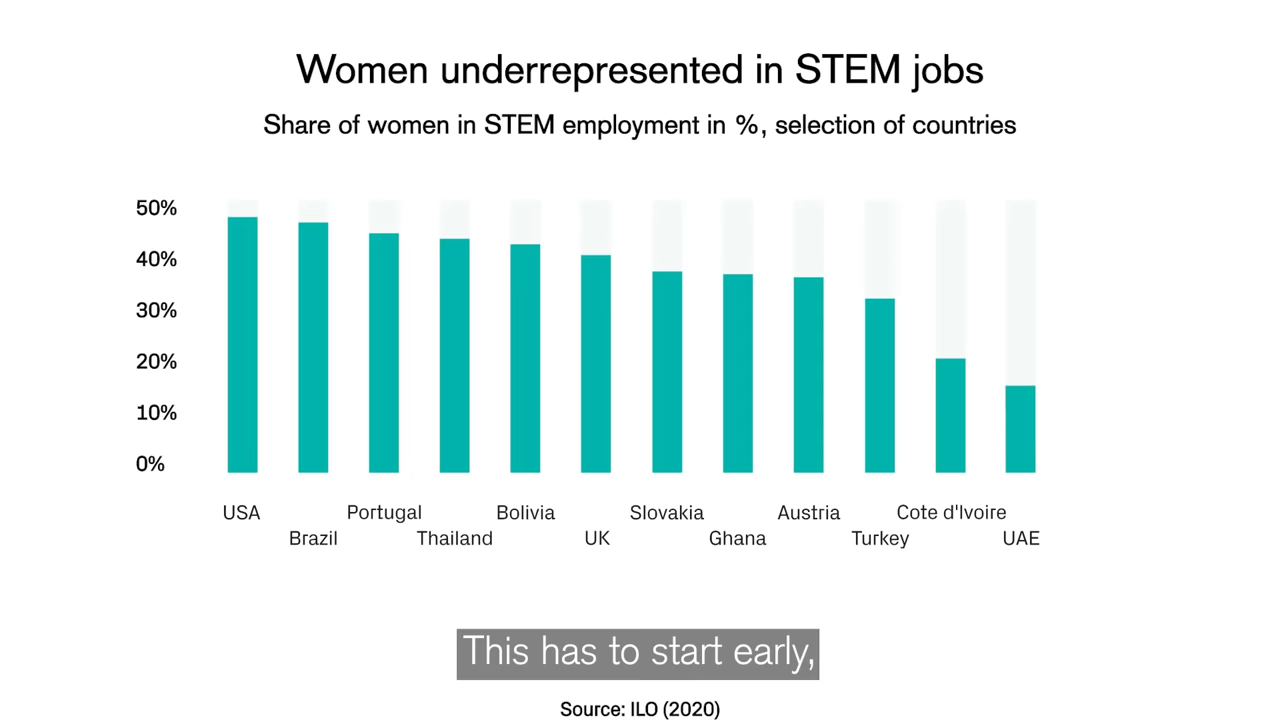 Women underrepresented in STEM jobs
Share of women in STEM employment in %, selection of countries
50%
40%
30%
20%
10%
0%
USA
Brazil
Portugal
Thailand
Bolivia
UK
Slovakia
Ghana
Austria
Turkey
Cote d'Ivoire
UAE
This has to start early,
Source: ILO (2020)